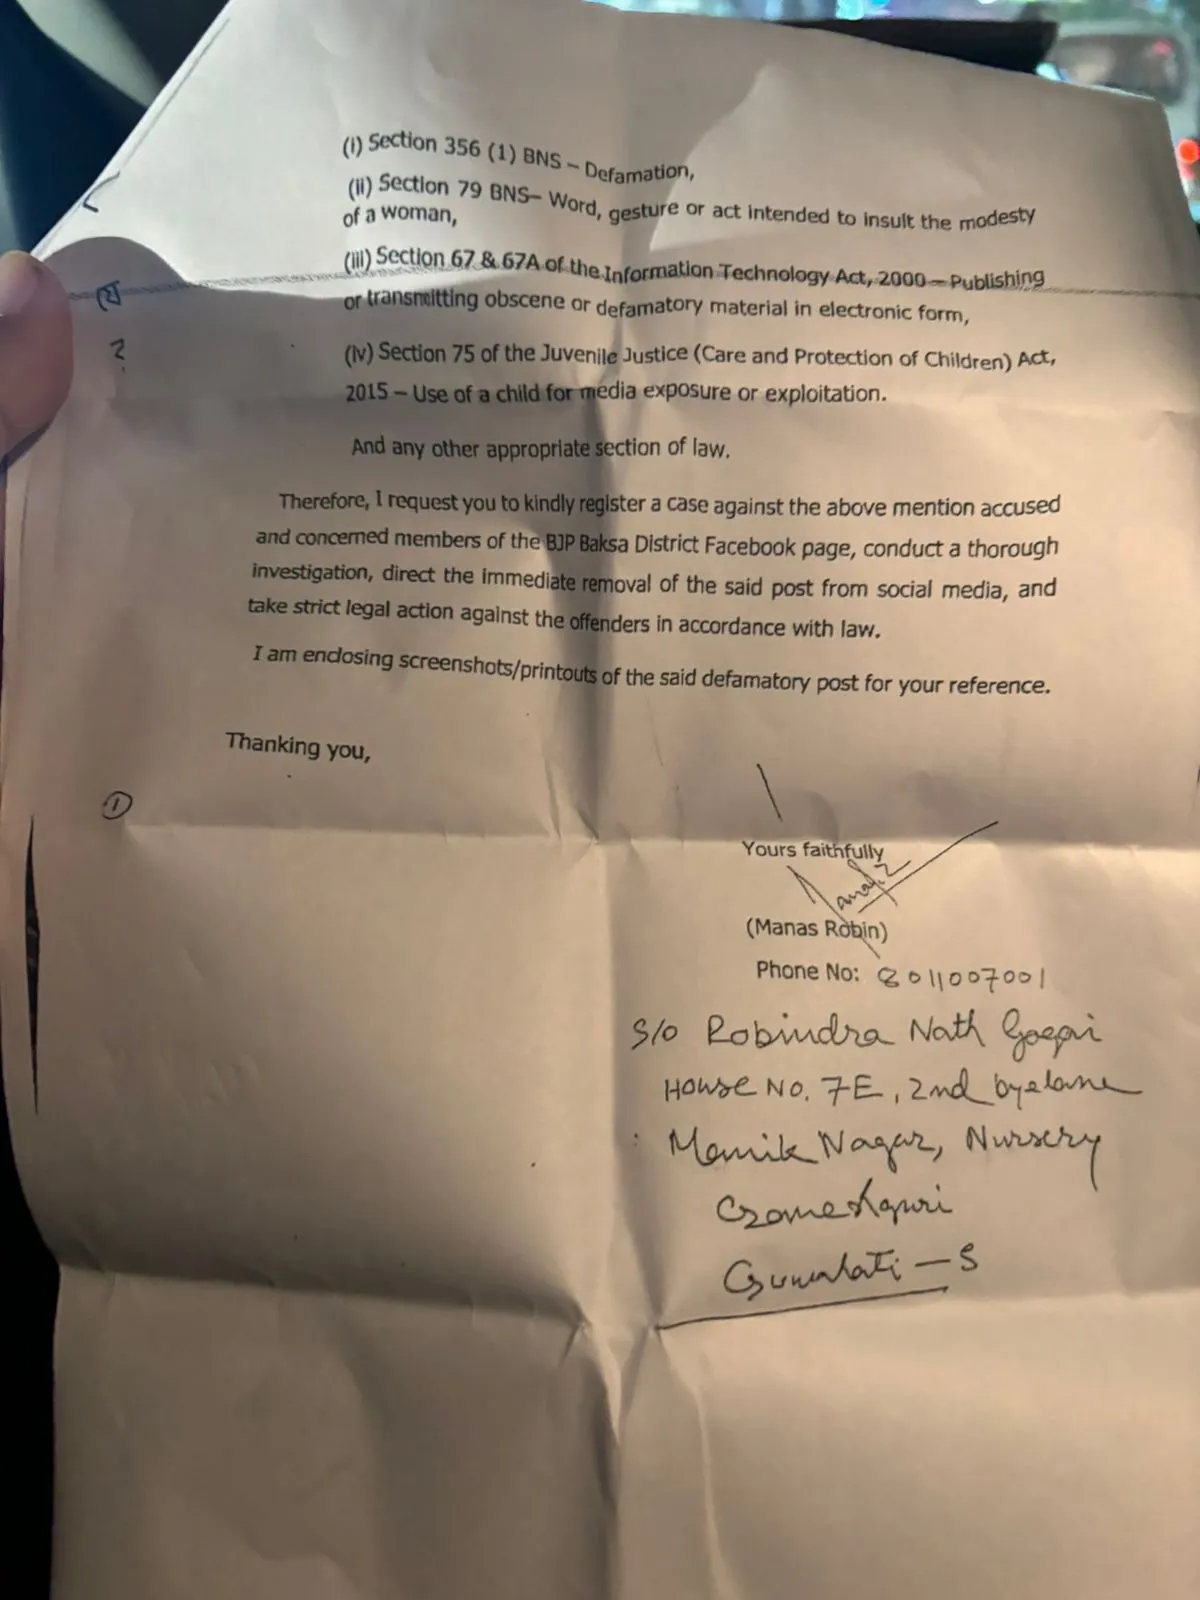 (i) Section 356 (1) BNS – Defamation,
(ii) Section 79 BNS– Word, gesture or act intended to insult the modesty
of a woman,
(iii) Section 67 & 67A of the Information Technology Act, 2000 – Publishing
or transmitting obscene or defamatory material in electronic form,
(iv) Section 75 of the Juvenile Justice (Care and Protection of Children) Act,
2015 – Use of a child for media exposure or exploitation.
And any other appropriate section of law.
Therefore, I request you to kindly register a case against the above mention accused
and concerned members of the BJP Baksa District Facebook page, conduct a thorough
investigation, direct the immediate removal of the said post from social media, and
take strict legal action against the offenders in accordance with law.
I am enclosing screenshots/printouts of the said defamatory post for your reference.
Thanking you,
1
Yours faithfully
(Manas Robin)
Phone No: 8011007001
S/O Robindra Nath
House No. 7E, 2nd byelane
Nagar, Nursery
Guwahati – 5